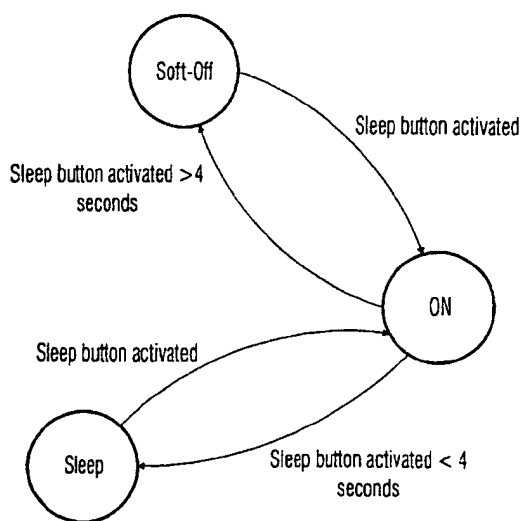 Soft-Off
Sleep button activated
Sleep button activated >4
seconds
ON
Sleep button activated
Sleep
Sleep button activated < 4
seconds